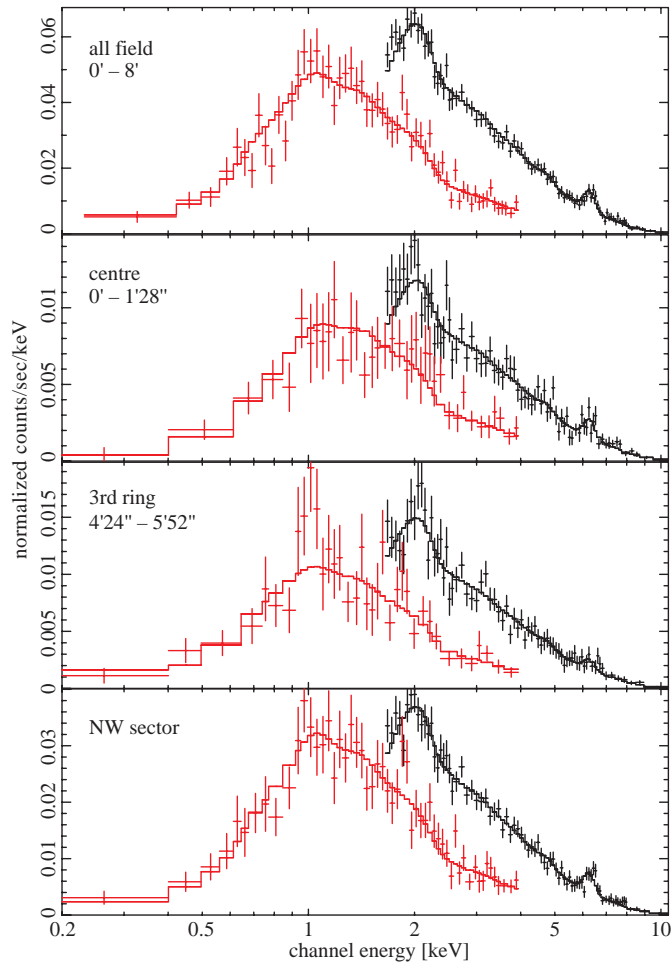 all field
0' – 8'
0.06
0.04
0.02
0
centre
0' – 1'28"
0.01
0.005
0
3rd ring
4'24" – 5'52"
0.015
0.01
0.005
0
NW sector
0.03
0.02
0.01
0
normalized counts/sec/keV
0.2 0.5 1 2 5 10
channel energy [keV]